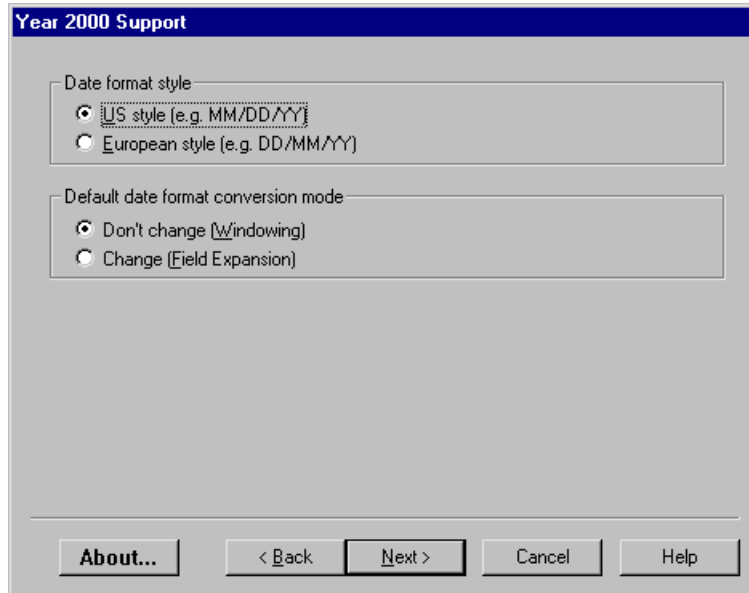 Year 2000 Support
Date format style
US style (e.g. MM/DD/YY)
European style (e.g. DD/MM/YY)
Default date format conversion mode
Don't change (Windowing)
Change (Field Expansion)
About... < Back Next > Cancel Help